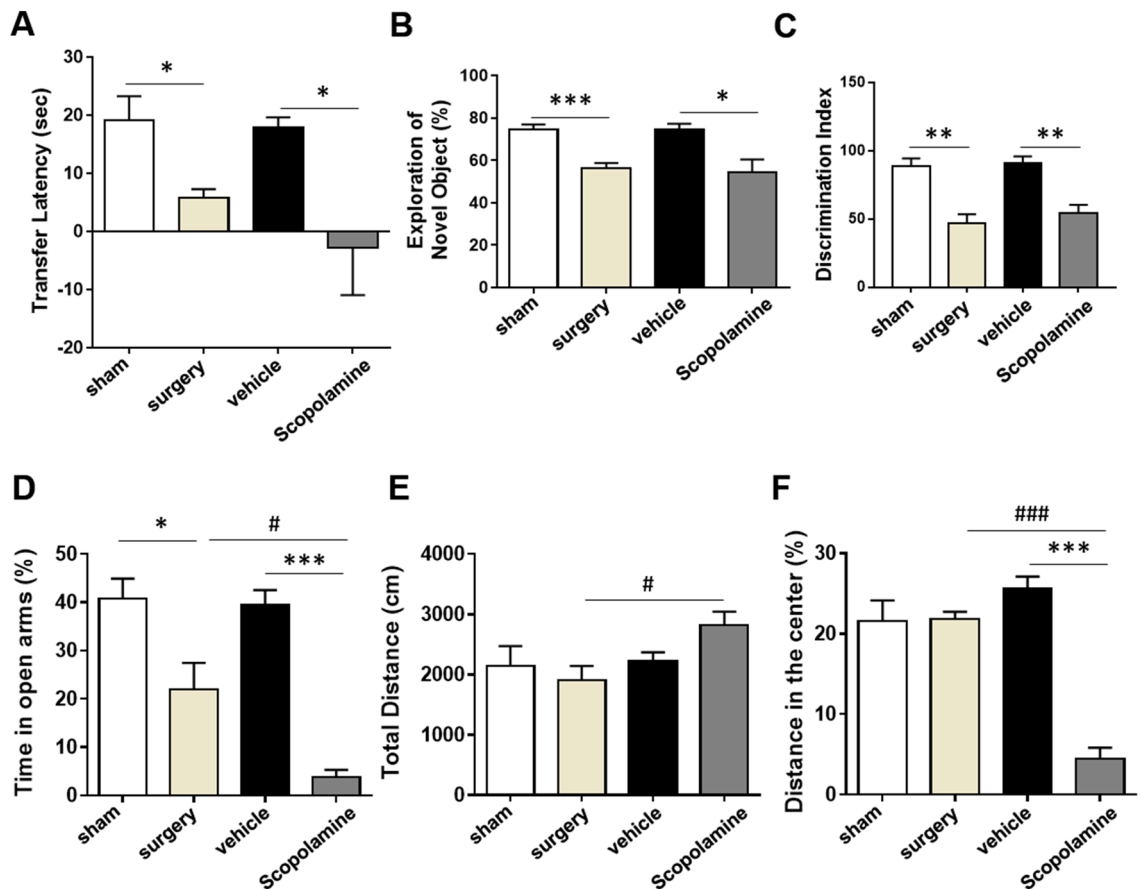 A
Transfer Latency (sec)
30
20
10
0
-10
-20
*
*
sham
surgery
vehicle
Scopolamine
B
Exploration of
Novel Object (%)
100
80
60
40
20
0
***
*
sham
surgery
vehicle
Scopolamine
C
Discrimination Index
150
100
50
0
**
**
sham
surgery
vehicle
Scopolamine
D
Time in open arms (%)
50
40
30
20
10
0
*
#
***
sham
surgery
vehicle
Scopolamine
E
Total Distance (cm)
4000
3000
2000
1000
0
#
sham
surgery
vehicle
Scopolamine
F
Distance in the center (%)
30
20
10
0
###
***
sham
surgery
vehicle
Scopolamine